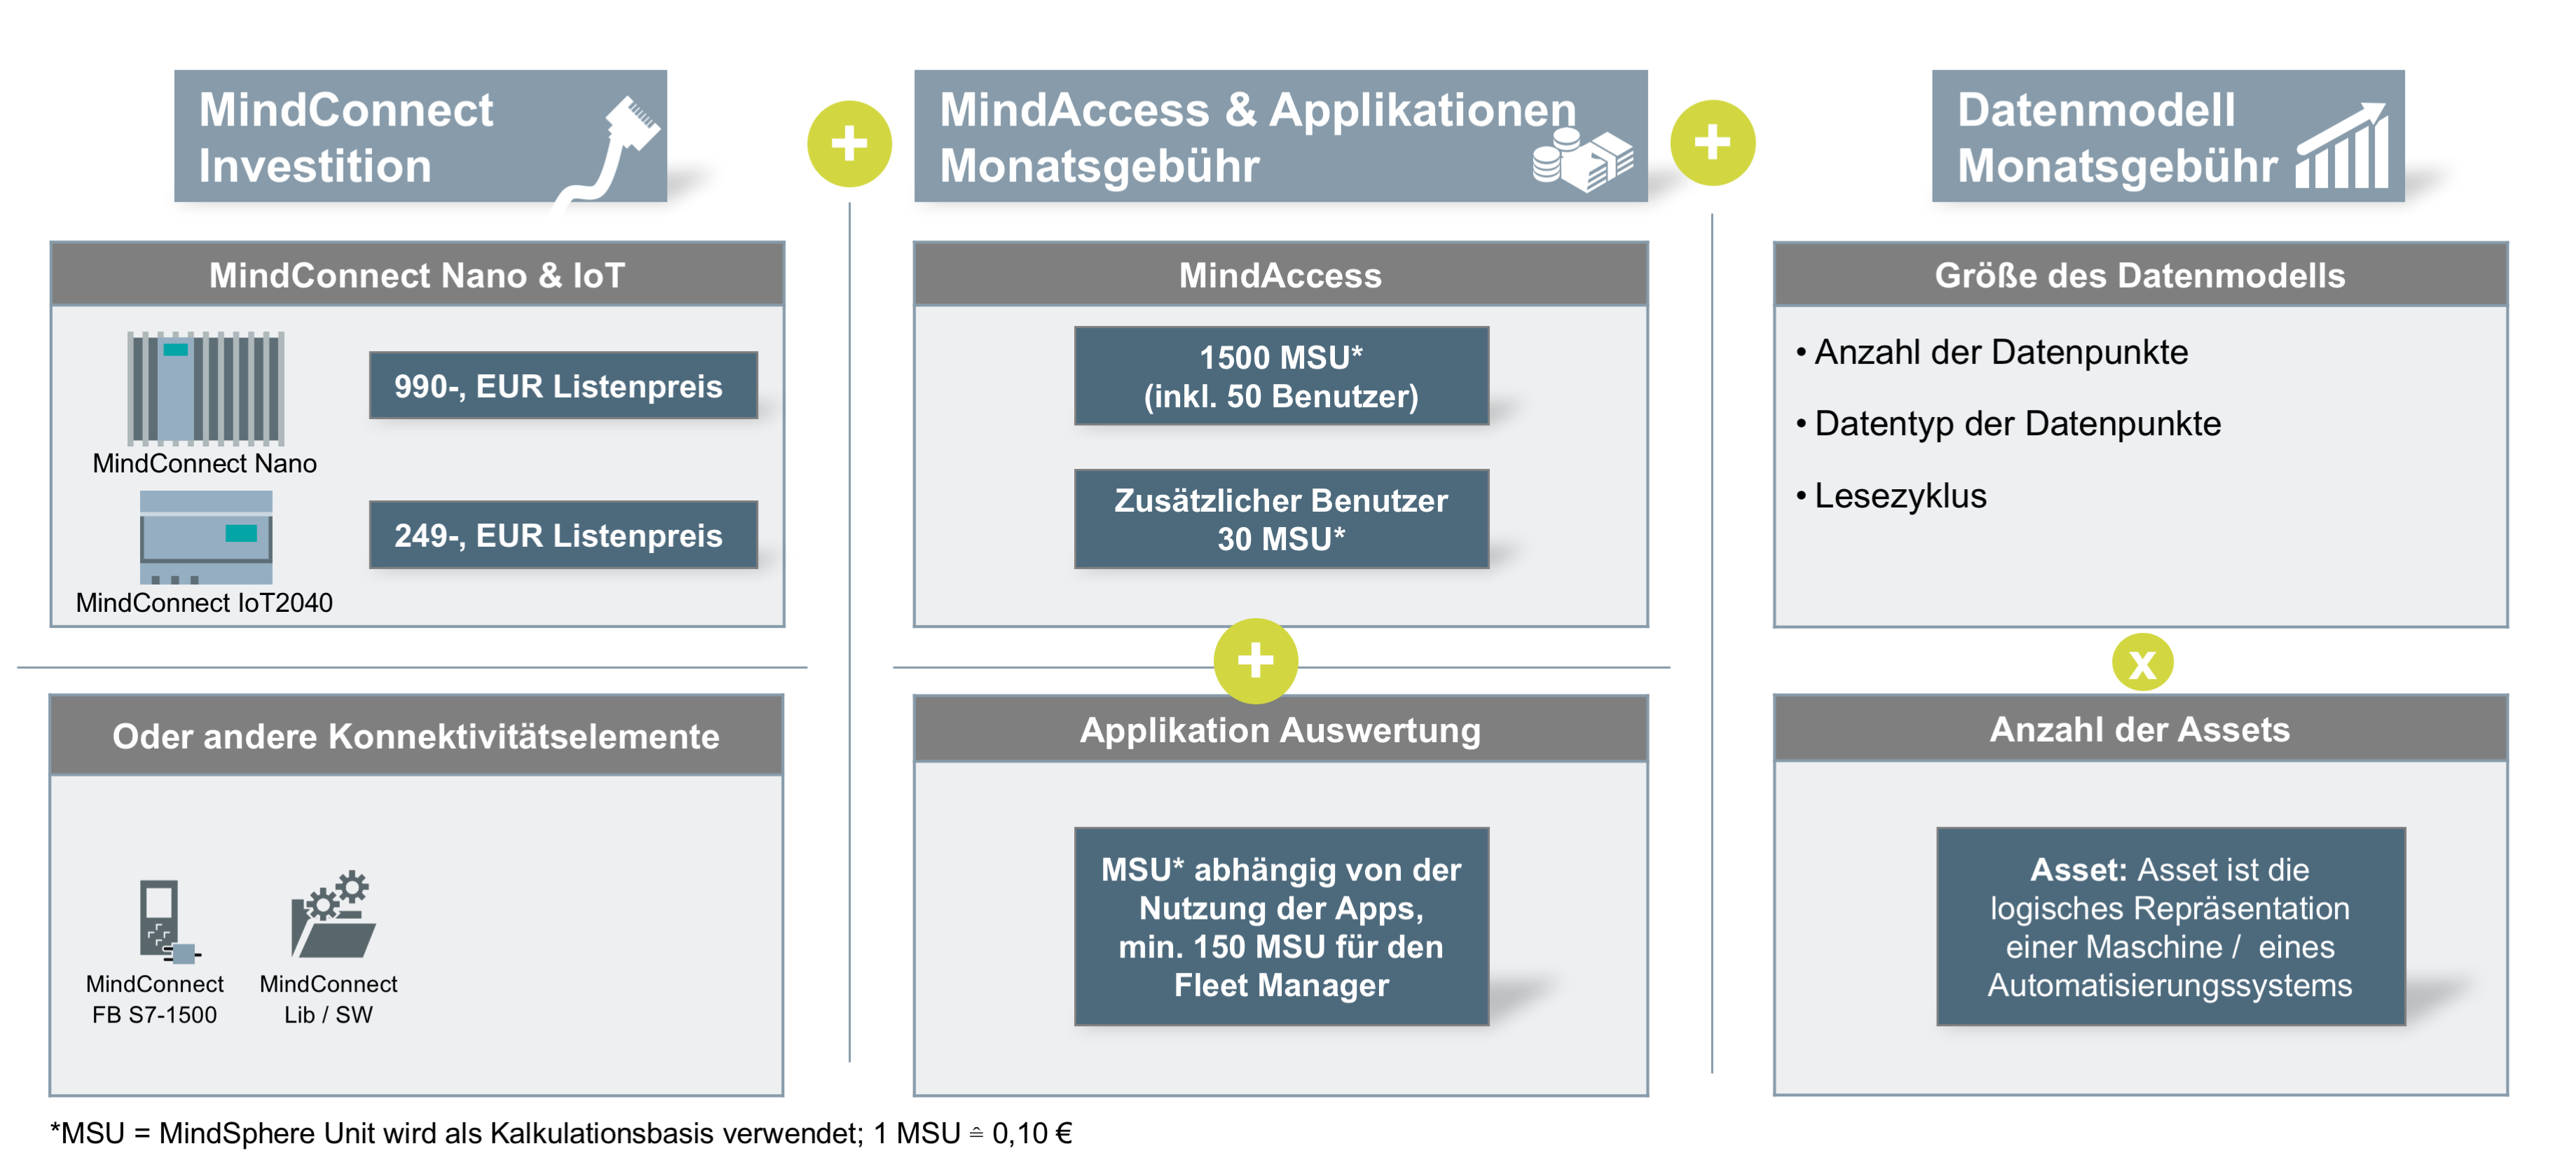 MindConnect
Investition
+
MindAccess & Applikationen
Monatsgebühr
+
Datenmodell
Monatsgebühr
MindConnect Nano & IoT
990-, EUR Listenpreis
MindConnect Nano
249-, EUR Listenpreis
MindConnect IoT2040
Oder andere Konnektivitätselemente
MindConnect
FB S7-1500
MindConnect
Lib / SW
MindAccess
1500 MSU*
(inkl. 50 Benutzer)
Zusätzlicher Benutzer
30 MSU*
+
Applikation Auswertung
MSU* abhängig von der
Nutzung der Apps,
min. 150 MSU für den
Fleet Manager
Größe des Datenmodells
• Anzahl der Datenpunkte
• Datentyp der Datenpunkte
• Lesezyklus
x
Anzahl der Assets
Asset: Asset ist die
logisches Repräsentation
einer Maschine / eines
Automatisierungssystems
*MSU = MindSphere Unit wird als Kalkulationsbasis verwendet; 1 MSU ≙ 0,10 €